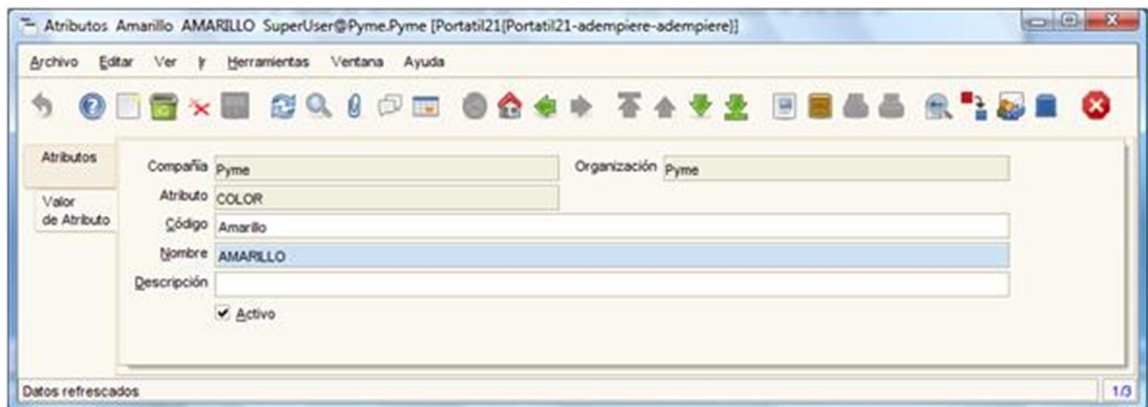 Atributos Amarillo AMARILLO SuperUser@Pyme.Pyme [Portatil21{Portatil21-adempiere-adempiere}]
Archivo Editar Ver Ir Herramientas Ventana Ayuda
Atributos
Valor
de Atributo
Compañía Pyme Organización Pyme
Atributo COLOR
Código Amarillo
Nombre AMARILLO
Descripción
Activo
Datos refrescados 1/3